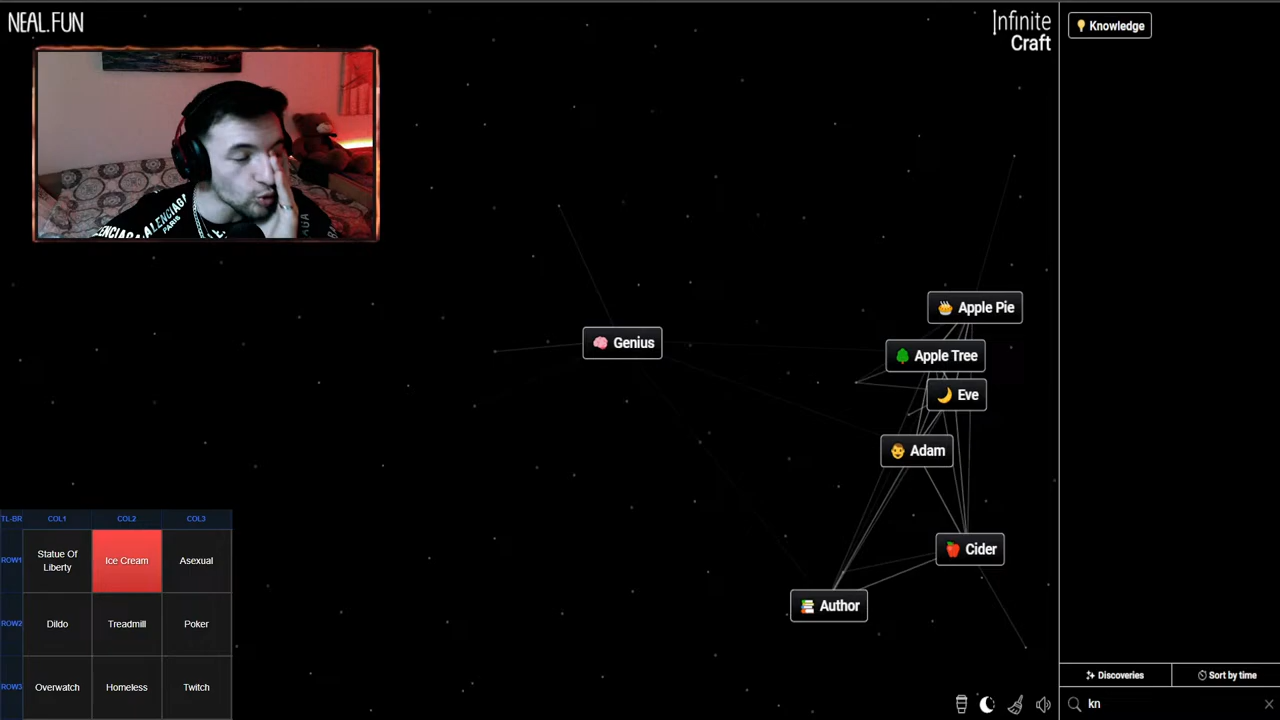 NEAL.FUN
Infinite
Craft
Knowledge
BALENCIAGA
PARIS
Apple Pie
Genius
Apple Tree
Eve
Adam
Cider
Author
TL-BR COL1 COL2 COL3
ROW1 Statue Of Liberty Ice Cream Asexual
ROW2 Dildo Treadmill Poker
ROW3 Overwatch Homeless Twitch
Discoveries Sort by time
kn